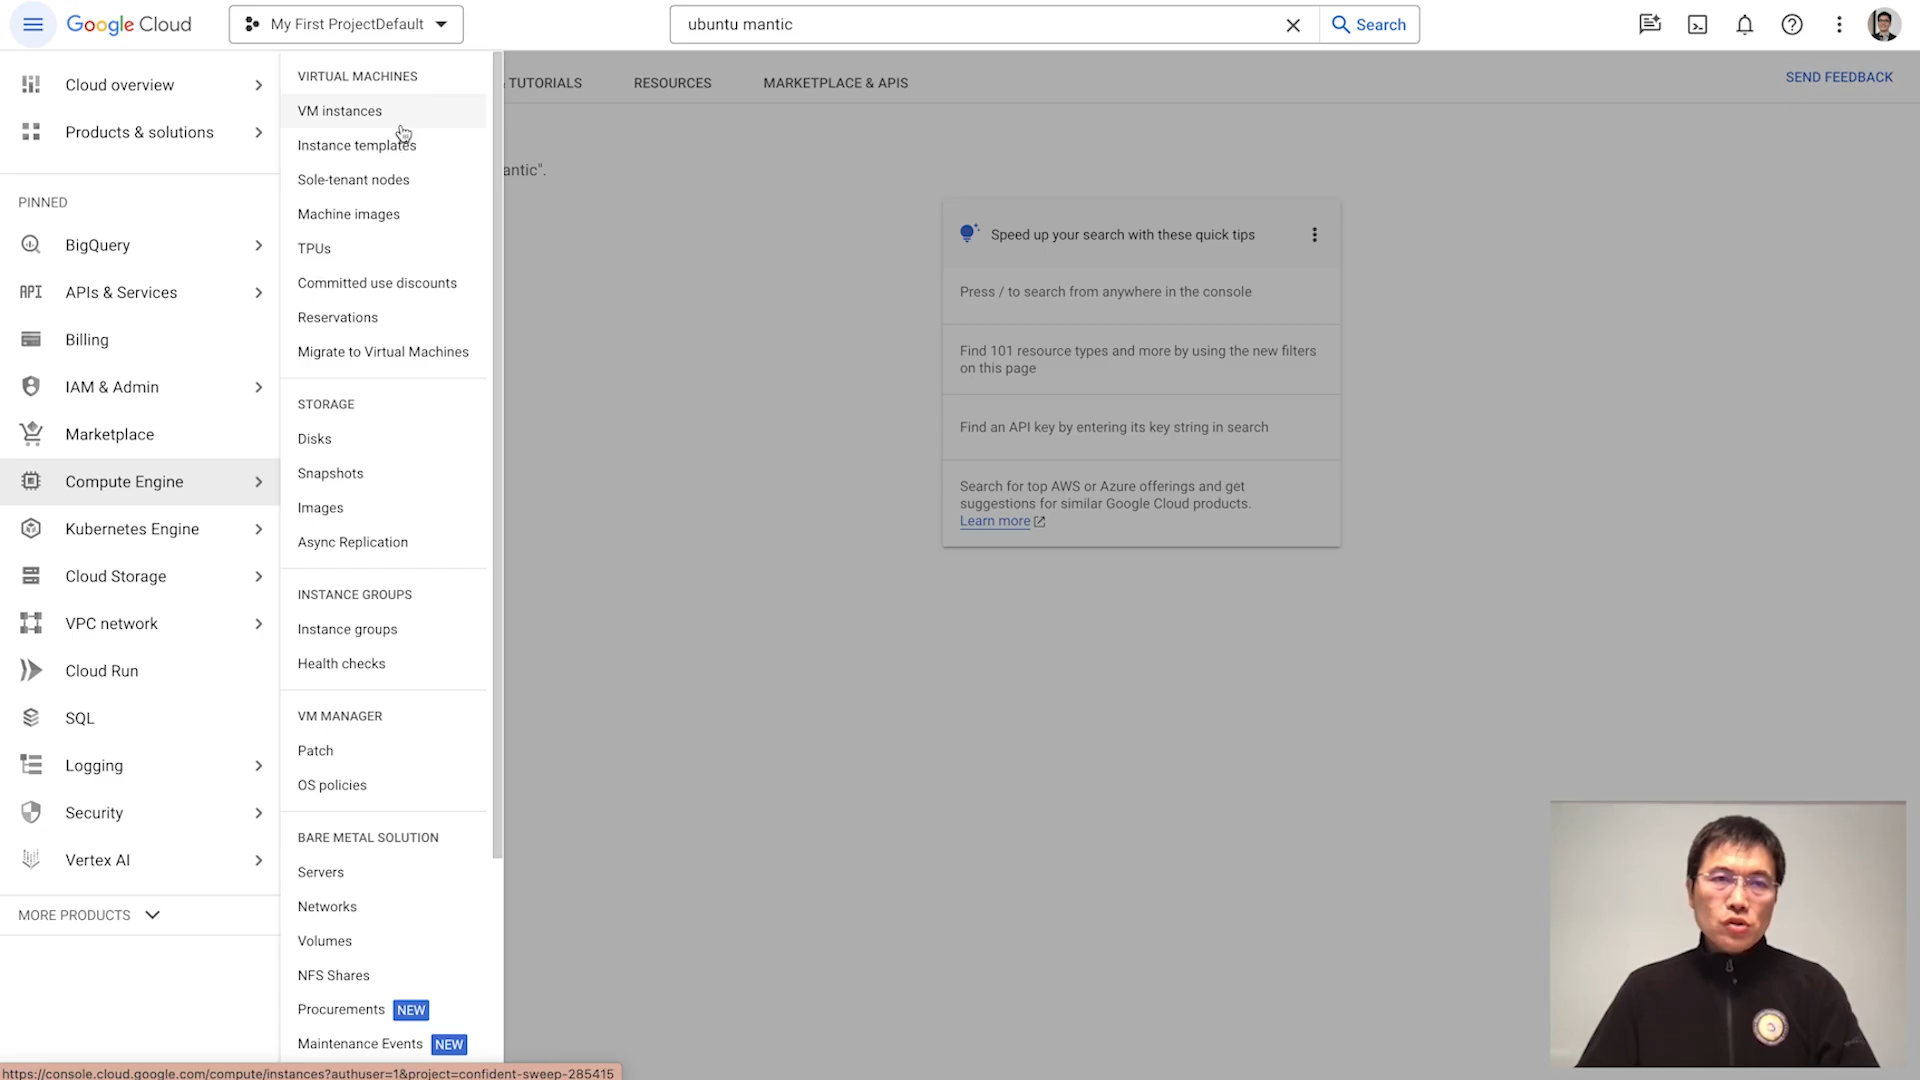 Google Cloud
My First ProjectDefault
ubuntu mantic
Search
Cloud overview
Products & solutions
PINNED
BigQuery
API
APIs & Services
Billing
IAM & Admin
Marketplace
Compute Engine
Kubernetes Engine
Cloud Storage
VPC network
Cloud Run
SQL
Logging
Security
Vertex AI
MORE PRODUCTS
VIRTUAL MACHINES
VM instances
Instance templates
Sole-tenant nodes
Machine images
TPUs
Committed use discounts
Reservations
Migrate to Virtual Machines
STORAGE
Disks
Snapshots
Images
Async Replication
INSTANCE GROUPS
Instance groups
Health checks
VM MANAGER
Patch
OS policies
BARE METAL SOLUTION
Servers
Networks
Volumes
NFS Shares
Procurements NEW
Maintenance Events NEW
TUTORIALS
RESOURCES
MARKETPLACE & APIS
SEND FEEDBACK
antic".
Speed up your search with these quick tips
Press / to search from anywhere in the console
Find 101 resource types and more by using the new filters
on this page
Find an API key by entering its key string in search
Search for top AWS or Azure offerings and get
suggestions for similar Google Cloud products.
Learn more
https://console.cloud.google.com/compute/instances?authuser=1&project=confident-sweep-285415